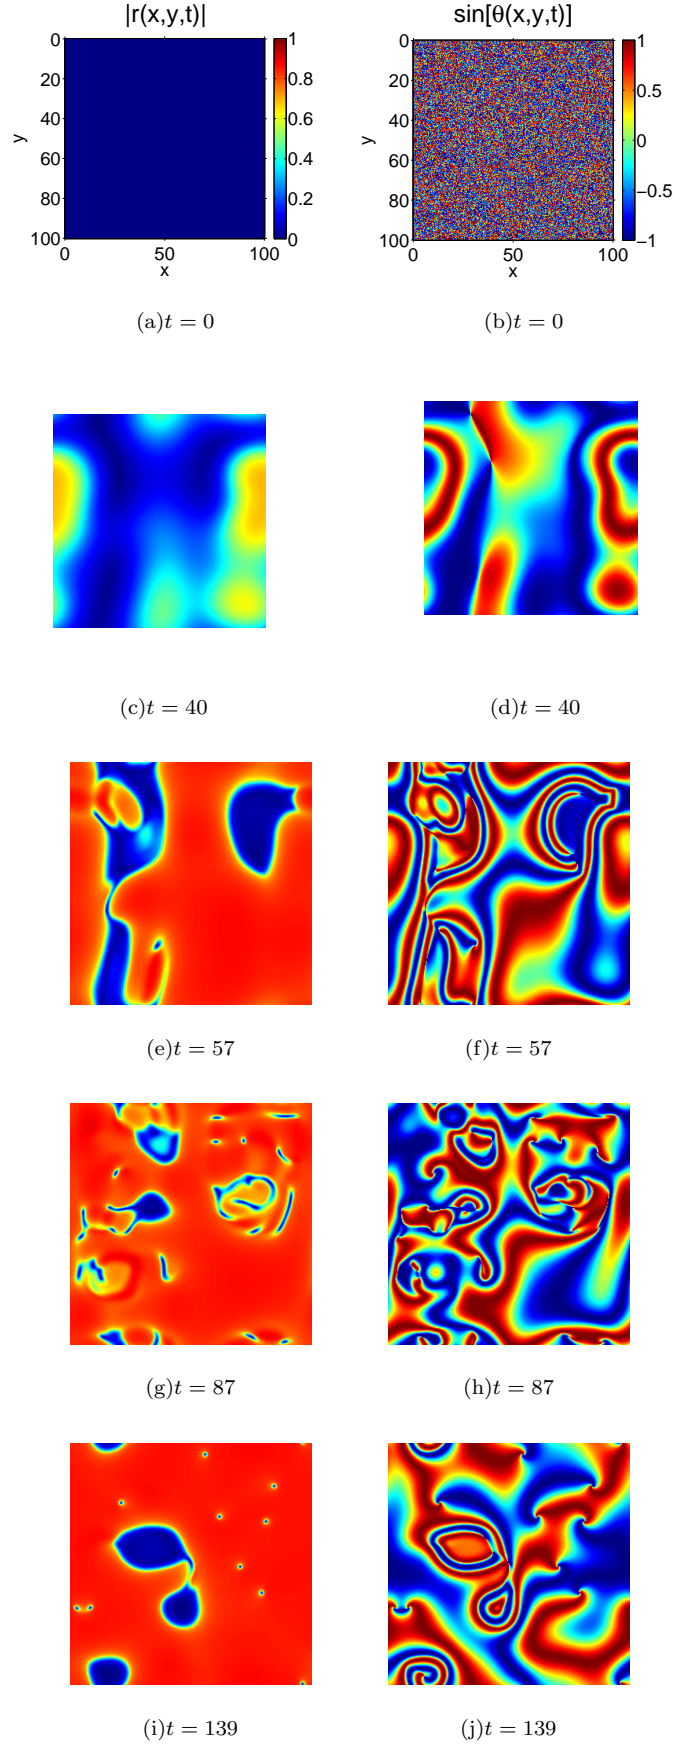 |r(x,y,t)|
sin[θ(x,y,t)]
0
20
40
60
80
100
y
0
50
100
x
1
0.8
0.6
0.4
0.2
0
0
20
40
60
80
100
y
0
50
100
x
1
0.5
0
−0.5
−1
(a)t = 0
(b)t = 0
(c)t = 40
(d)t = 40
(e)t = 57
(f)t = 57
(g)t = 87
(h)t = 87
(i)t = 139
(j)t = 139